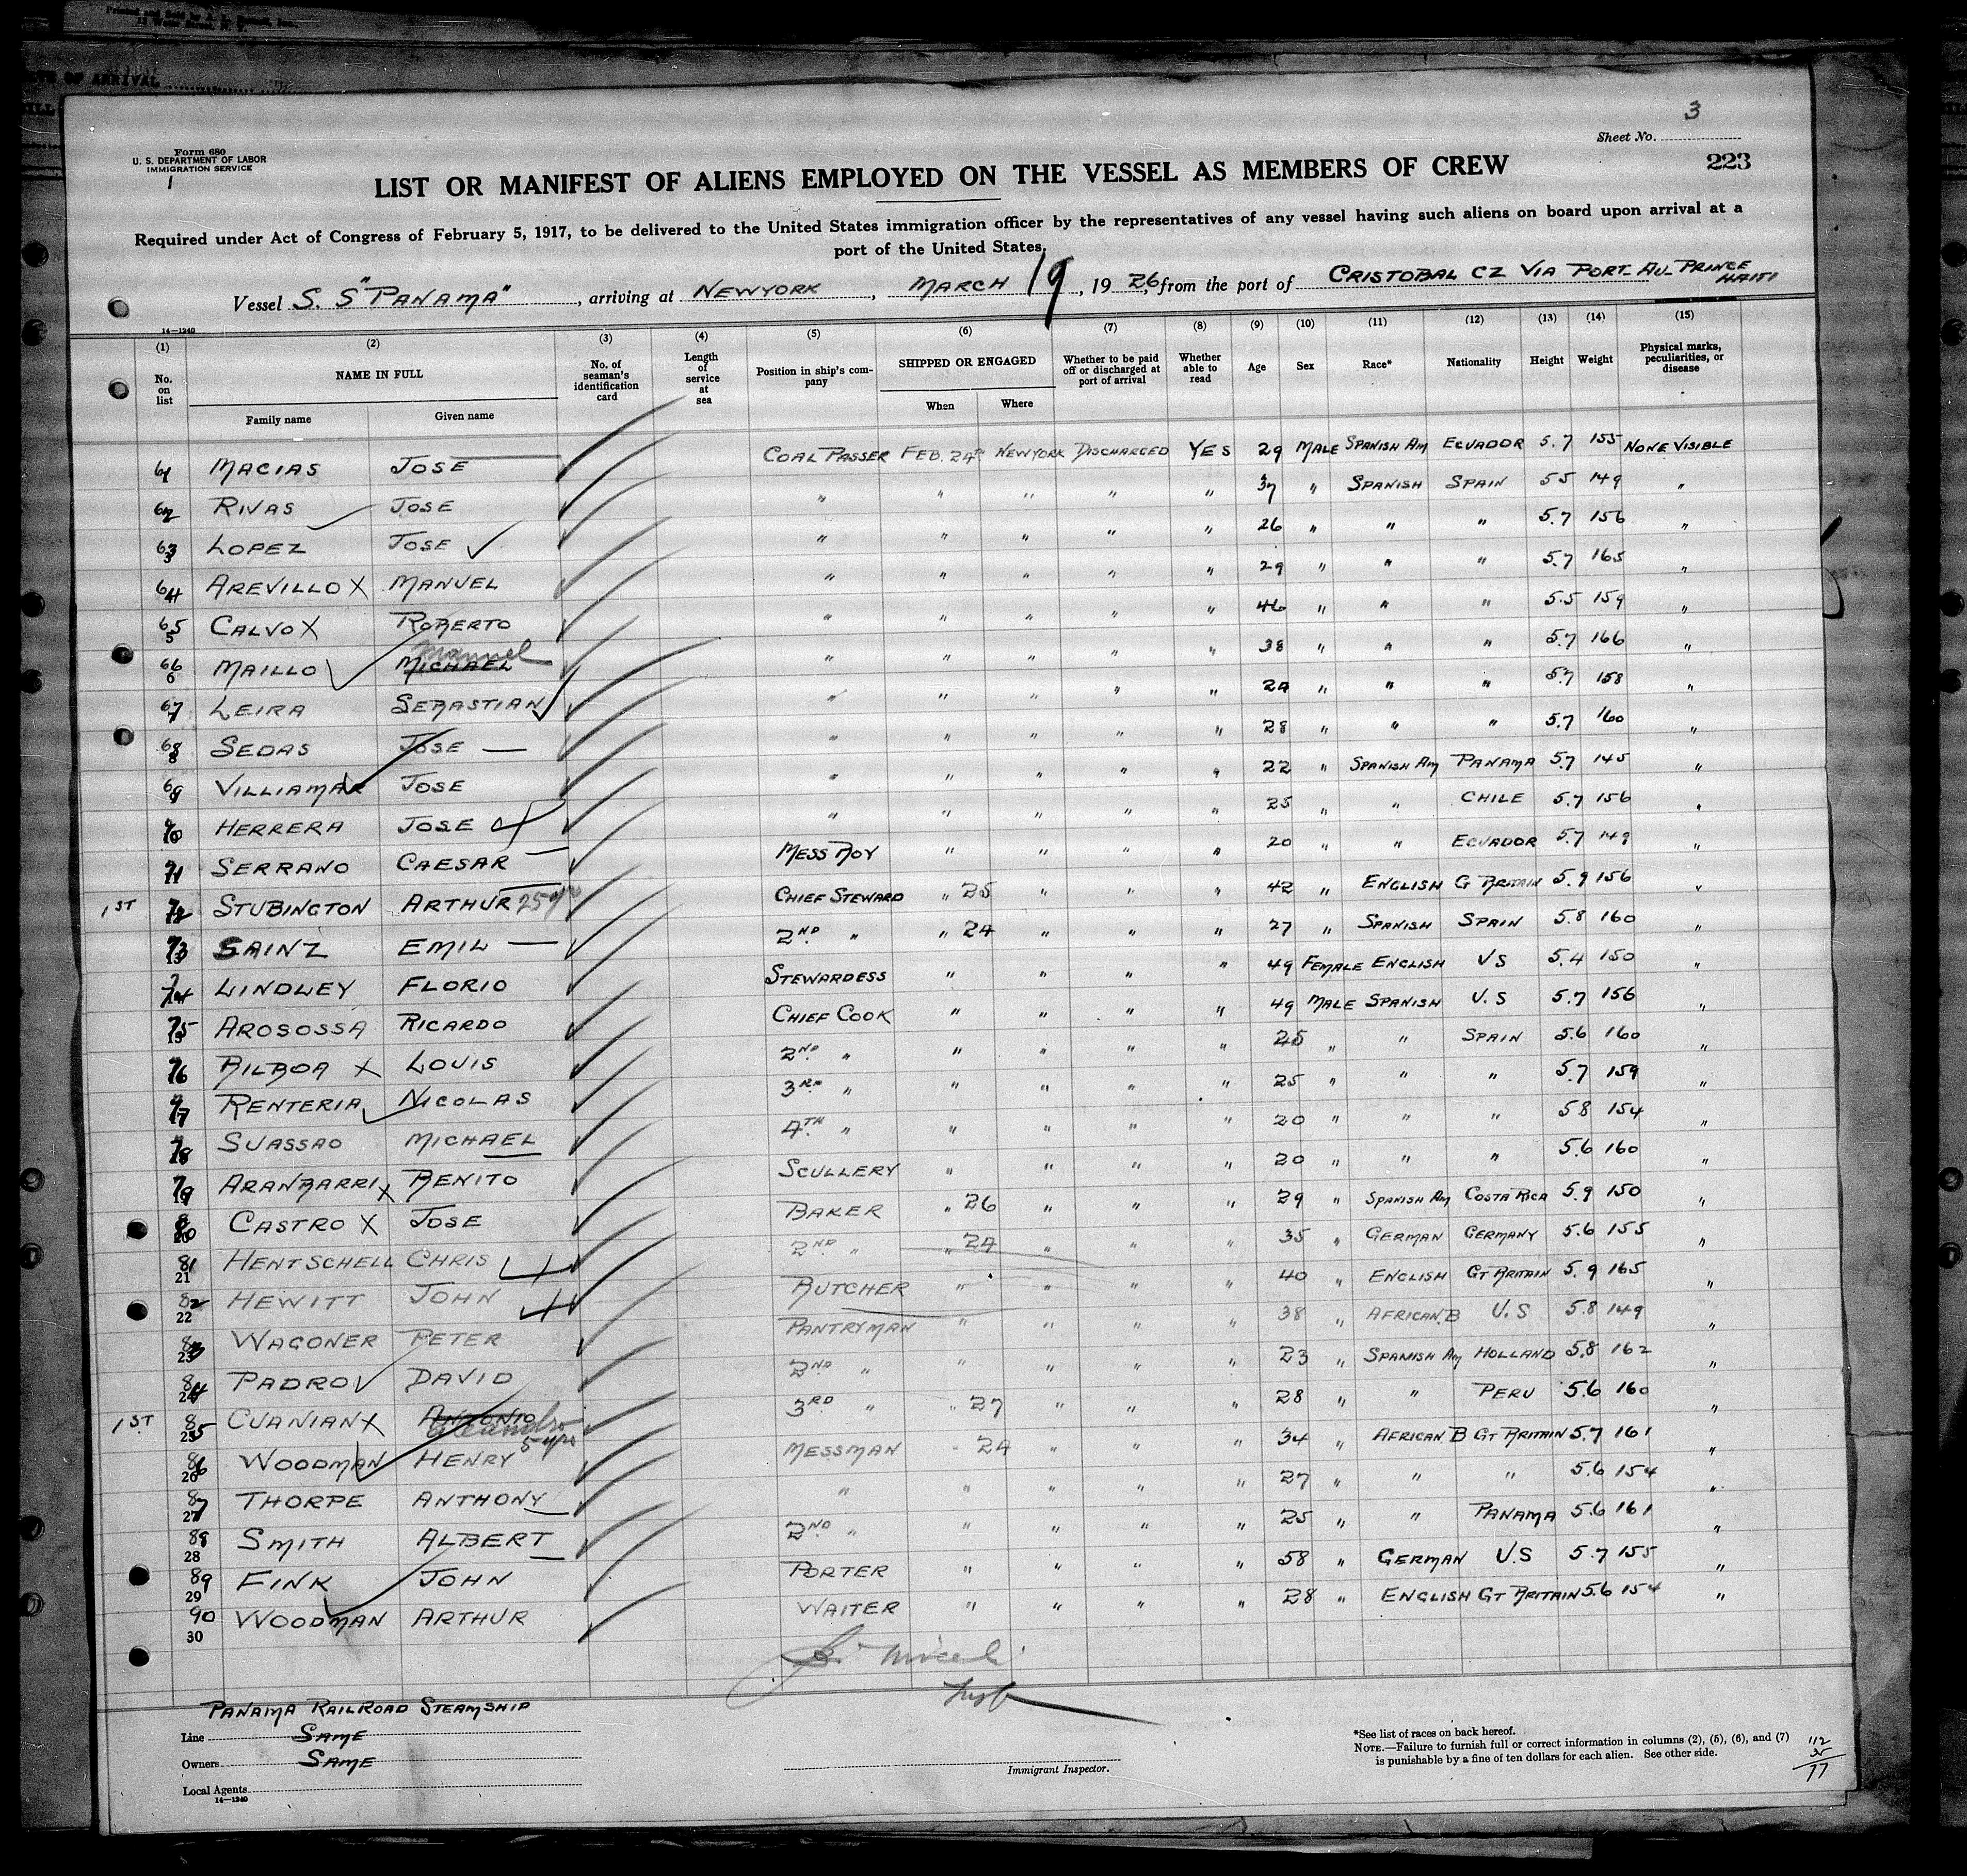 OF ARRIVAL
3
Sheet No.
223
Form 680
U. S. DEPARTMENT OF LABOR
IMMIGRATION SERVICE
1
LIST OR MANIFEST OF ALIENS EMPLOYED ON THE VESSEL AS MEMBERS OF CREW
Required under Act of Congress of February 5, 1917, to be delivered to the United States immigration officer by the representatives of any vessel having such aliens on board upon arrival at a
port of the United States.
Vessel S. S "PANAMA", arriving at NEWYORK, MARCH 19, 1926, from the port of CRISTOBAL CZ VIA PORT-AU-PRINCE HAITI
14—1240
(1) (2) (3) (4) (5) (6) (7) (8) (9) (10) (11) (12) (13) (14) (15)
No. on list NAME IN FULL No. of seaman's identification card Length of service at sea Position in ship's company SHIPPED OR ENGAGED Whether to be paid off or discharged at port of arrival Whether able to read Age Sex Race* Nationality Height Weight Physical marks, peculiarities, or disease
Family name Given name When Where
61 MACIAS JOSE COAL PASSER FEB. 24th NEWYORK DISCHARGED YES 29 MALE SPANISH AM ECUADOR 5.7 155 NONE VISIBLE
62 RIVAS JOSE " " " " " 37 " SPANISH SPAIN 5 5 149 "
63 LOPEZ JOSE " " " " " 26 " " " 5.7 156 "
64 AREVILLO X MANUEL " " " " " 29 " " " 5.7 165 "
65 CALVO X ROBERTO " " " " " 46 " " " 5.5 159 "
66 MAILLO MICHAEL Manuel " " " " " 38 " " " 5.7 166 "
67 LEIRA SEBASTIAN " " " " " 24 " " " 5.7 158 "
68 SEDAS JOSE " " " " " 28 " " " 5.7 160 "
69 VILLIAMAR JOSE " " " " " 22 " SPANISH AM PANAMA 5.7 145 "
70 HERRERA JOSE " " " " " 25 " " CHILE 5.7 156 "
71 SERRANO CAESAR MESS BOY " " " " 20 " " ECUADOR 5.7 149 "
1ST 72 STUBINGTON ARTHUR 25 yrs CHIEF STEWARD " 25 " " " 42 " ENGLISH G BRITAIN 5.9 156 "
73 SAINZ EMIL 2ND " " 24 " " " 27 " SPANISH SPAIN 5.8 160 "
74 LINDLEY FLORIO STEWARDESS " " " " 49 FEMALE ENGLISH US 5.4 150 "
75 AROSOSSA RICARDO CHIEF COOK " " " " 49 MALE SPANISH U.S 5.7 156 "
76 BILBOA X LOUIS 2ND " " " " " 25 " " SPAIN 5.6 160 "
77 RENTERIA NICOLAS 3RD " " " " " 25 " " " 5.7 159 "
78 SUASSAO MICHAEL 4TH " " " " " 20 " " " 5 8 154 "
79 ARANBARRI X BENITO SCULLERY " " " " 20 " " " 5.6 160 "
80 CASTRO X JOSE BAKER " 26 " " " 29 " SPANISH AM COSTA RICA 5.9 150 "
81 HENTSCHELL CHRIS 2ND " " 24 " " " 35 " GERMAN GERMANY 5.6 155 "
82 HEWITT JOHN BUTCHER " " " " 40 " ENGLISH GT BRITAIN 5.9 165 "
83 WAGONER PETER PANTRYMAN " " " " 38 " AFRICAN.B U.S 5.8 149 "
84 PADRO DAVID 2ND " " " " " 23 " SPANISH AM HOLLAND 5.8 162 "
1ST 85 CUANIAN X ANTONIO 3RD " " 27 " " " 28 " " PERU 5.6 160 "
86 WOODMAN HENRY 5 yrs MESSMAN " 24 " " " 34 " AFRICAN B GT BRITAIN 5.7 161 "
87 THORPE ANTHONY " " " " " 27 " " " 5.6 154 "
88 SMITH ALBERT 2ND " " " " " 25 " " PANAMA 5.6 161 "
89 FINK JOHN PORTER " " " " 58 " GERMAN U.S 5.7 155 "
90 WOODMAN ARTHUR WAITER " " " " 28 " ENGLISH GT BRITAIN 5.6 154 "
30
Insp
PANAMA RAILROAD STEAMSHIP
Line SAME
Owners SAME
Local Agents
14—1240
Immigrant Inspector.
*See list of races on back hereof.
NOTE.—Failure to furnish full or correct information in columns (2), (5), (6), and (7)
is punishable by a fine of ten dollars for each alien. See other side.
112
35
77